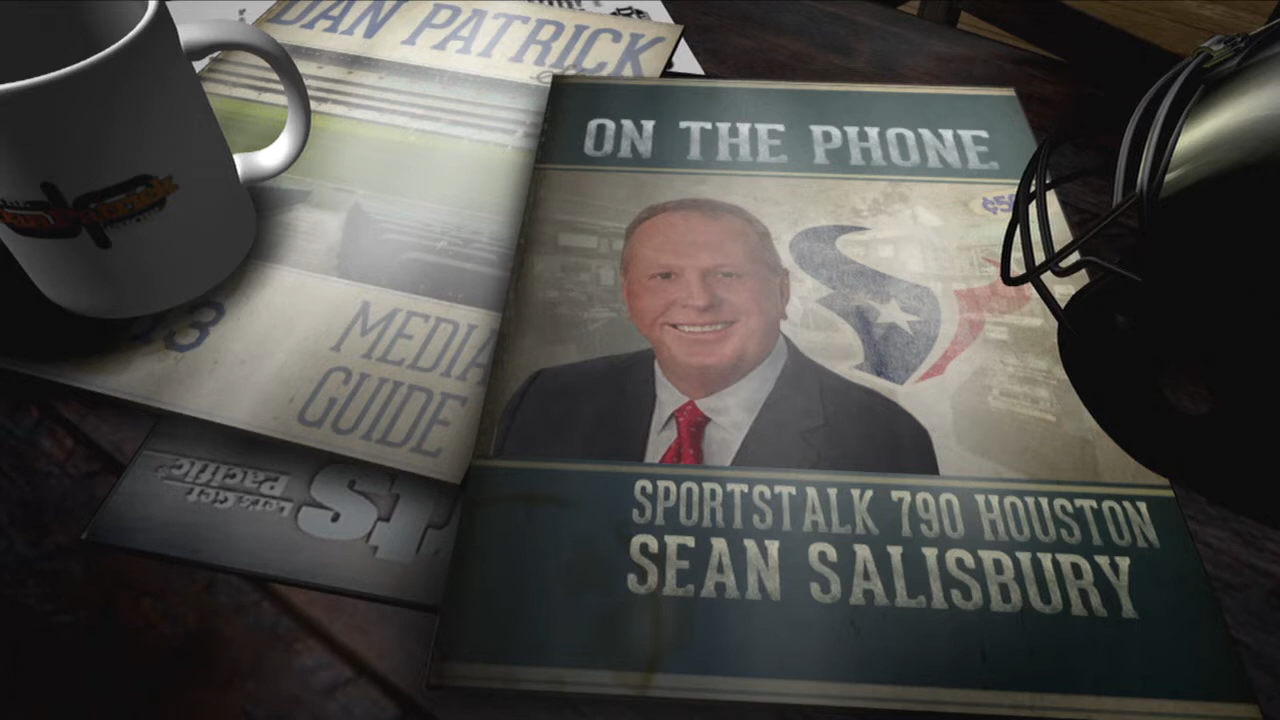 DAN PATRICK
ON THE PHONE
MEDIA
GUIDE
SPORTSTALK 790 HOUSTON
SEAN SALISBURY